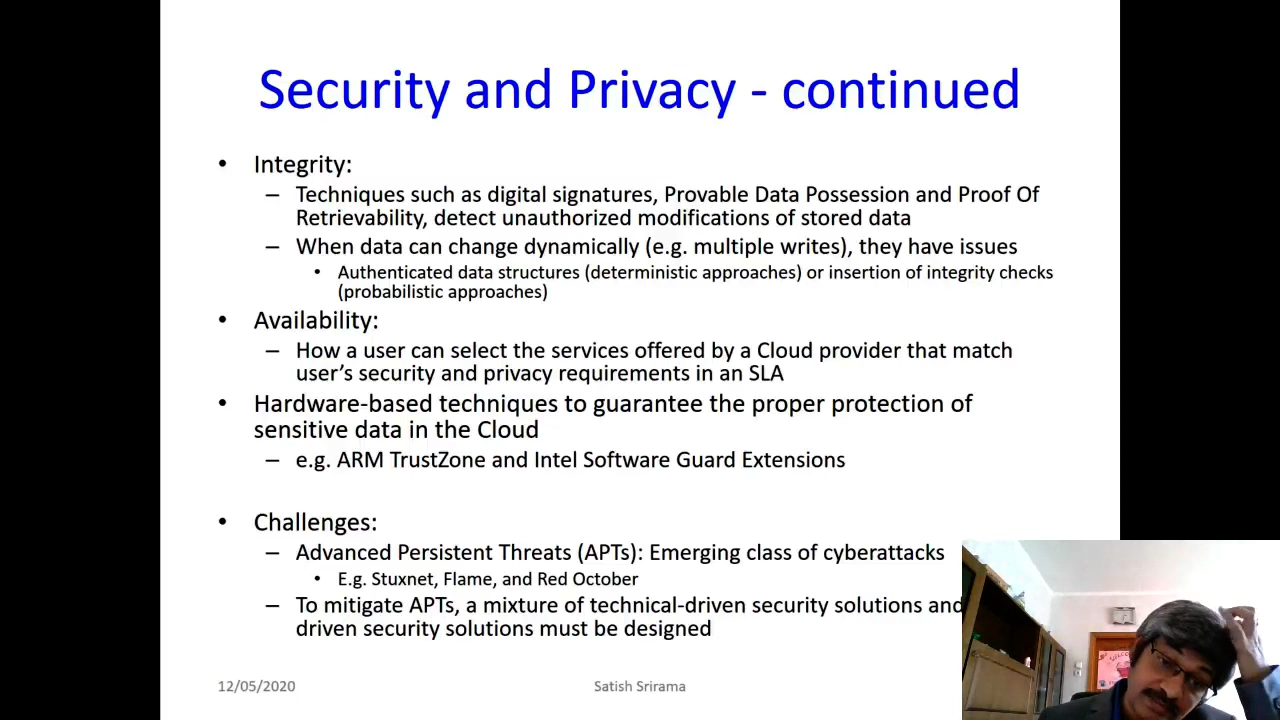 Security and Privacy - continued
• Integrity:
– Techniques such as digital signatures, Provable Data Possession and Proof Of
Retrievability, detect unauthorized modifications of stored data
– When data can change dynamically (e.g. multiple writes), they have issues
• Authenticated data structures (deterministic approaches) or insertion of integrity checks
(probabilistic approaches)
• Availability:
– How a user can select the services offered by a Cloud provider that match
user's security and privacy requirements in an SLA
• Hardware-based techniques to guarantee the proper protection of
sensitive data in the Cloud
– e.g. ARM TrustZone and Intel Software Guard Extensions
• Challenges:
– Advanced Persistent Threats (APTs): Emerging class of cyberattacks
• E.g. Stuxnet, Flame, and Red October
– To mitigate APTs, a mixture of technical-driven security solutions and
driven security solutions must be designed
12/05/2020
Satish Srirama